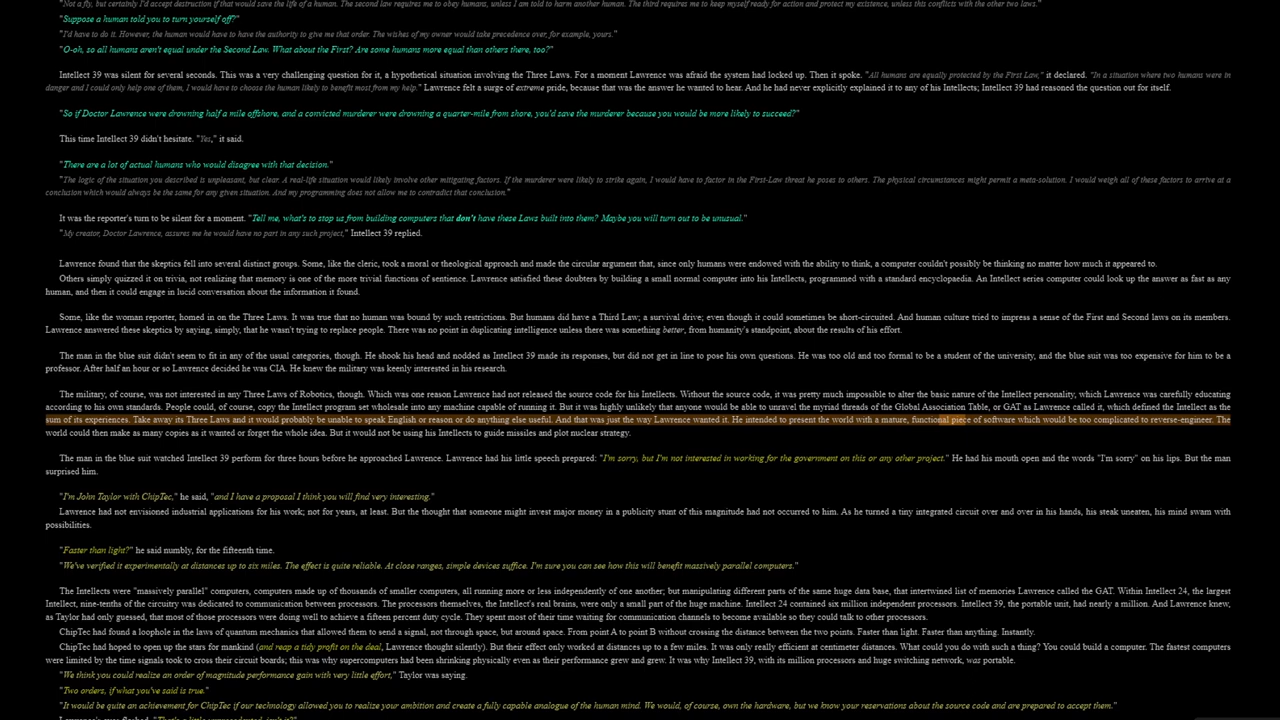 "Not a fly, but certainly I'd accept destruction if that would save the life of a human. The second law requires me to obey humans, unless I am told to harm another human. The third requires me to keep myself ready for action and protect my existence, unless this conflicts with the other two laws."
"Suppose a human told you to turn yourself off?"
"I'd have to do it. However, the human would have to have the authority to give me that order. The wishes of my owner would take precedence over, for example, yours."
"O-oh, so all humans aren't equal under the Second Law. What about the First? Are some humans more equal than others there, too?"
Intellect 39 was silent for several seconds. This was a very challenging question for it, a hypothetical situation involving the Three Laws. For a moment Lawrence was afraid the system had locked up. Then it spoke. "All humans are equally protected by the First Law," it declared. "In a situation where two humans were in
danger and I could only help one of them, I would have to choose the human likely to benefit most from my help." Lawrence felt a surge of extreme pride, because that was the answer he wanted to hear. And he had never explicitly explained it to any of his Intellects; Intellect 39 had reasoned the question out for itself.
"So if Doctor Lawrence were drowning half a mile offshore, and a convicted murderer were drowning a quarter-mile from shore, you'd save the murderer because you would be more likely to succeed?"
This time Intellect 39 didn't hesitate. "Yes," it said.
"There are a lot of actual humans who would disagree with that decision."
"The logic of the situation you described is unpleasant, but clear. A real-life situation would likely involve other mitigating factors. If the murderer were likely to strike again, I would have to factor in the First-Law threat he poses to others. The physical circumstances might permit a meta-solution. I would weigh all of these factors to arrive at a
conclusion which would always be the same for any given situation. And my programming does not allow me to contradict that conclusion."
It was the reporter's turn to be silent for a moment. "Tell me, what's to stop us from building computers that don't have these Laws built into them? Maybe you will turn out to be unusual."
"My creator, Doctor Lawrence, assures me he would have no part in any such project," Intellect 39 replied.
Lawrence found that the skeptics fell into several distinct groups. Some, like the cleric, took a moral or theological approach and made the circular argument that, since only humans were endowed with the ability to think, a computer couldn't possibly be thinking no matter how much it appeared to.
Others simply quizzed it on trivia, not realizing that memory is one of the more trivial functions of sentience. Lawrence satisfied these doubters by building a small normal computer into his Intellects, programmed with a standard encyclopaedia. An Intellect series computer could look up the answer as fast as any
human, and then it could engage in lucid conversation about the information it found.
Some, like the woman reporter, homed in on the Three Laws. It was true that no human was bound by such restrictions. But humans did have a Third Law; a survival drive; even though it could sometimes be short-circuited. And human culture tried to impress a sense of the First and Second laws on its members.
Lawrence answered these skeptics by saying, simply, that he wasn't trying to replace people. There was no point in duplicating intelligence unless there was something better, from humanity's standpoint, about the results of his effort.
The man in the blue suit didn't seem to fit in any of the usual categories, though. He shook his head and nodded as Intellect 39 made its responses, but did not get in line to pose his own questions. He was too old and too formal to be a student of the university, and the blue suit was too expensive for him to be a
professor. After half an hour or so Lawrence decided he was CIA. He knew the military was keenly interested in his research.
The military, of course, was not interested in any Three Laws of Robotics, though. Which was one reason Lawrence had not released the source code for his Intellects. Without the source code, it was pretty much impossible to alter the basic nature of the Intellect personality, which Lawrence was carefully educating
according to his own standards. People could, of course, copy the Intellect program set wholesale into any machine capable of running it. But it was highly unlikely that anyone would be able to unravel the myriad threads of the Global Association Table, or GAT as Lawrence called it, which defined the Intellect as the
sum of its experiences. Take away its Three Laws and it would probably be unable to speak English or reason or do anything else useful. And that was just the way Lawrence wanted it. He intended to present the world with a mature, functional piece of software which would be too complicated to reverse-engineer. The
world could then make as many copies as it wanted or forget the whole idea. But it would not be using his Intellects to guide missiles and plot nuclear strategy.
The man in the blue suit watched Intellect 39 perform for three hours before he approached Lawrence. Lawrence had his little speech prepared: "I'm sorry, but I'm not interested in working for the government on this or any other project." He had his mouth open and the words "I'm sorry" on his lips. But the man
surprised him.
"I'm John Taylor with ChipTec," he said, "and I have a proposal I think you will find very interesting."
Lawrence had not envisioned industrial applications for his work; not for years, at least. But the thought that someone might invest major money in a publicity stunt of this magnitude had not occurred to him. As he turned a tiny integrated circuit over and over in his hands, his steak uneaten, his mind swam with
possibilities.
"Faster than light?" he said numbly, for the fifteenth time.
"We've verified it experimentally at distances up to six miles. The effect is quite reliable. At close ranges, simple devices suffice. I'm sure you can see how this will benefit massively parallel computers."
The Intellects were "massively parallel" computers, computers made up of thousands of smaller computers, all running more or less independently of one another; but manipulating different parts of the same huge data base, that intertwined list of memories Lawrence called the GAT. Within Intellect 24, the largest
Intellect, nine-tenths of the circuitry was dedicated to communication between processors. The processors themselves, the Intellect's real brains, were only a small part of the huge machine. Intellect 24 contained six million independent processors. Intellect 39, the portable unit, had nearly a million. And Lawrence knew,
as Taylor had only guessed, that most of those processors were doing well to achieve a fifteen percent duty cycle. They spent most of their time waiting for communication channels to become available so they could talk to other processors.
ChipTec had found a loophole in the laws of quantum mechanics that allowed them to send a signal, not through space, but around space. From point A to point B without crossing the distance between the two points. Faster than light. Faster than anything. Instantly.
ChipTec had hoped to open up the stars for mankind (and reap a tidy profit on the deal, Lawrence thought silently). But their effect only worked at distances up to a few miles. It was only really efficient at centimeter distances. What could you do with such a thing? You could build a computer. The fastest computers
were limited by the time signals took to cross their circuit boards; this was why supercomputers had been shrinking physically even as their performance grew and grew. It was why Intellect 39, with its million processors and huge switching network, was portable.
"We think you could realize an order of magnitude performance gain with very little effort," Taylor was saying.
"Two orders, if what you've said is true."
"It would be quite an achievement for ChipTec if our technology allowed you to realize your ambition and create a fully capable analogue of the human mind. We would, of course, own the hardware, but we know your reservations about the source code and are prepared to accept them."